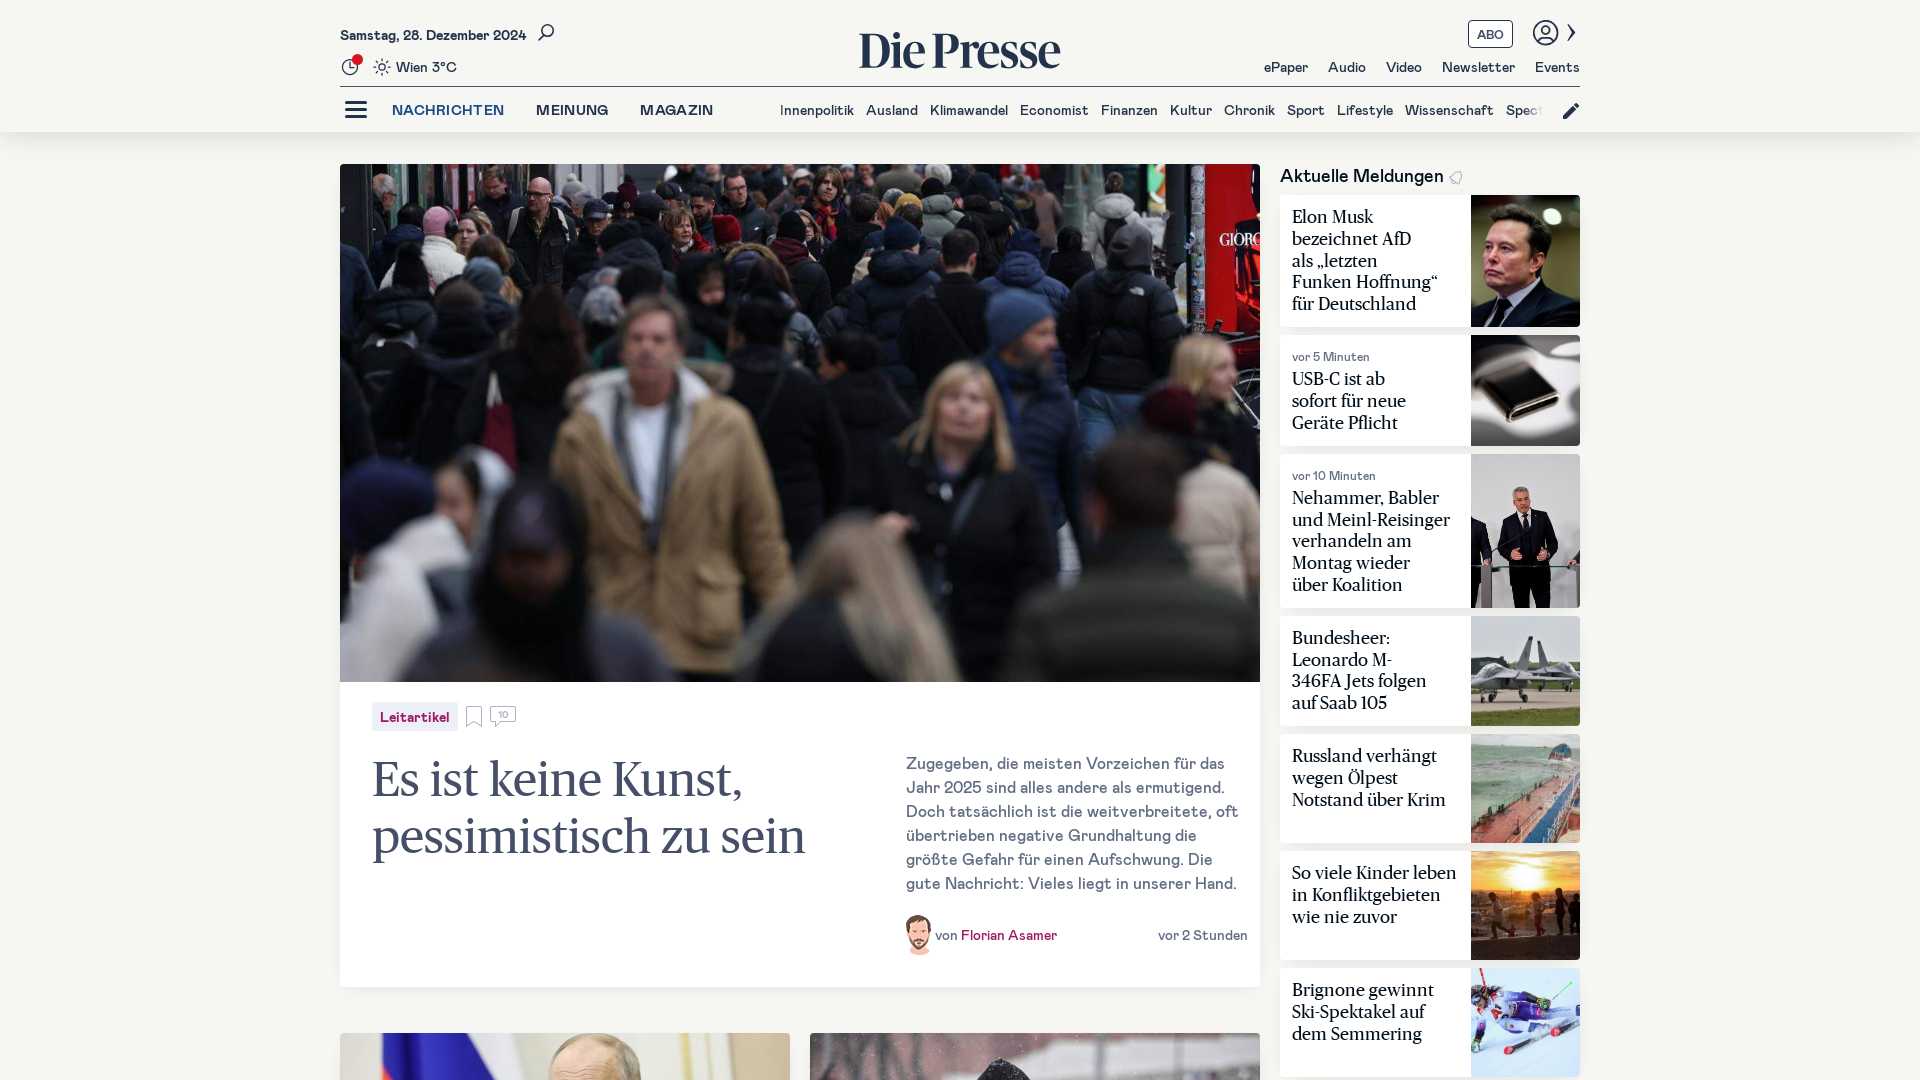 Samstag, 28. Dezember 2024
Wien 3°C
Die Presse
ABO
ePaper Audio Video Newsletter Events
NACHRICHTEN MEINUNG MAGAZIN
Innenpolitik Ausland Klimawandel Economist Finanzen Kultur Chronik Sport Lifestyle Wissenschaft Spect
GIORG
Leitartikel
10
Es ist keine Kunst,
pessimistisch zu sein
Zugegeben, die meisten Vorzeichen für das
Jahr 2025 sind alles andere als ermutigend.
Doch tatsächlich ist die weitverbreitete, oft
übertrieben negative Grundhaltung die
größte Gefahr für einen Aufschwung. Die
gute Nachricht: Vieles liegt in unserer Hand.
von Florian Asamer
vor 2 Stunden
Aktuelle Meldungen
Elon Musk
bezeichnet AfD
als „letzten
Funken Hoffnung“
für Deutschland
vor 5 Minuten
USB-C ist ab
sofort für neue
Geräte Pflicht
vor 10 Minuten
Nehammer, Babler
und Meinl-Reisinger
verhandeln am
Montag wieder
über Koalition
Bundesheer:
Leonardo M-
346FA Jets folgen
auf Saab 105
Russland verhängt
wegen Ölpest
Notstand über Krim
So viele Kinder leben
in Konfliktgebieten
wie nie zuvor
Brignone gewinnt
Ski-Spektakel auf
dem Semmering